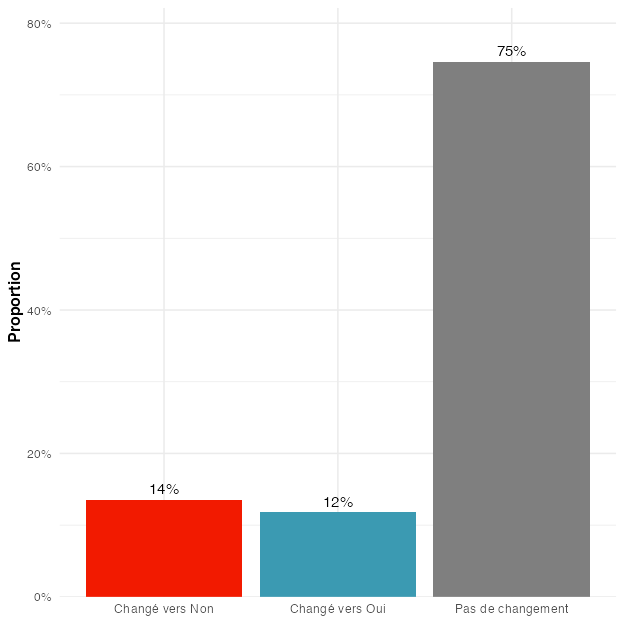 80%
75%
60%
Proportion
40%
20%
14%
12%
0%
Changé vers Non
Changé vers Oui
Pas de changement